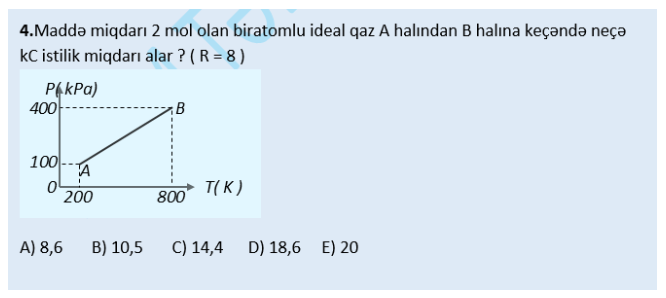 4.Maddə miqdarı 2 mol olan biratomlu ideal qaz A halından B halına keçəndə neçə
kC istilik miqdarı alar ? ( R = 8 )
P( kPa)
400
B
100
A
0
200
800
T( K )
A) 8,6 B) 10,5 C) 14,4 D) 18,6 E) 20